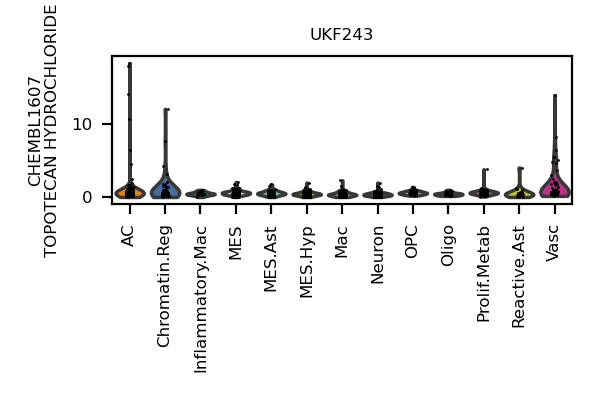 UKF243
CHEMBL1607
TOPOTECAN HYDROCHLORIDE
10
0
AC
Chromatin.Reg
Inflammatory.Mac
MES
MES.Ast
MES.Hyp
Mac
Neuron
OPC
Oligo
Prolif.Metab
Reactive.Ast
Vasc